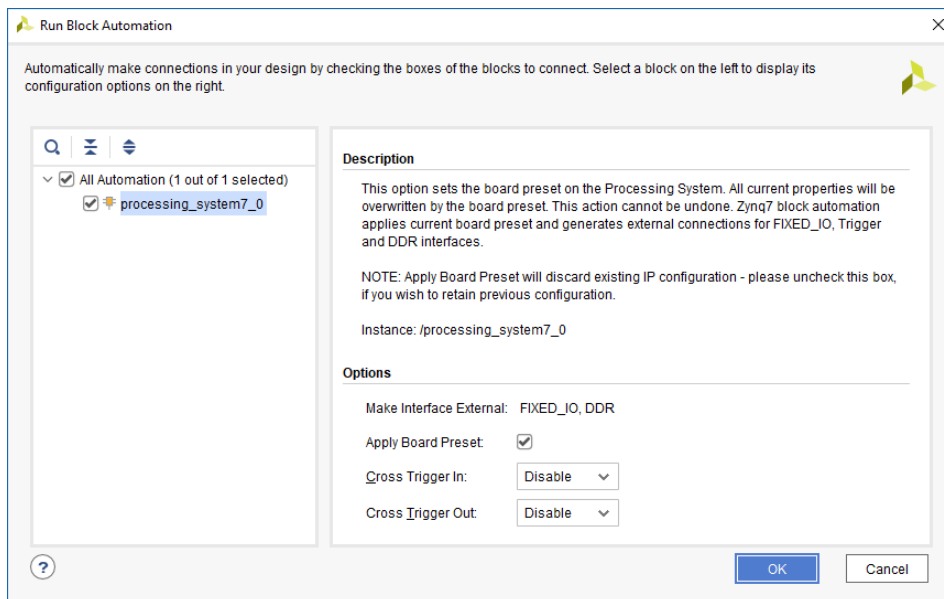 Run Block Automation
Automatically make connections in your design by checking the boxes of the blocks to connect. Select a block on the left to display its
configuration options on the right.
All Automation (1 out of 1 selected)
processing_system7_0
Description
This option sets the board preset on the Processing System. All current properties will be
overwritten by the board preset. This action cannot be undone. Zynq7 block automation
applies current board preset and generates external connections for FIXED_IO, Trigger
and DDR interfaces.
NOTE: Apply Board Preset will discard existing IP configuration - please uncheck this box,
if you wish to retain previous configuration.
Instance: /processing_system7_0
Options
Make Interface External: FIXED_IO, DDR
Apply Board Preset:
Cross Trigger In: Disable
Cross Trigger Out: Disable
?
OK Cancel